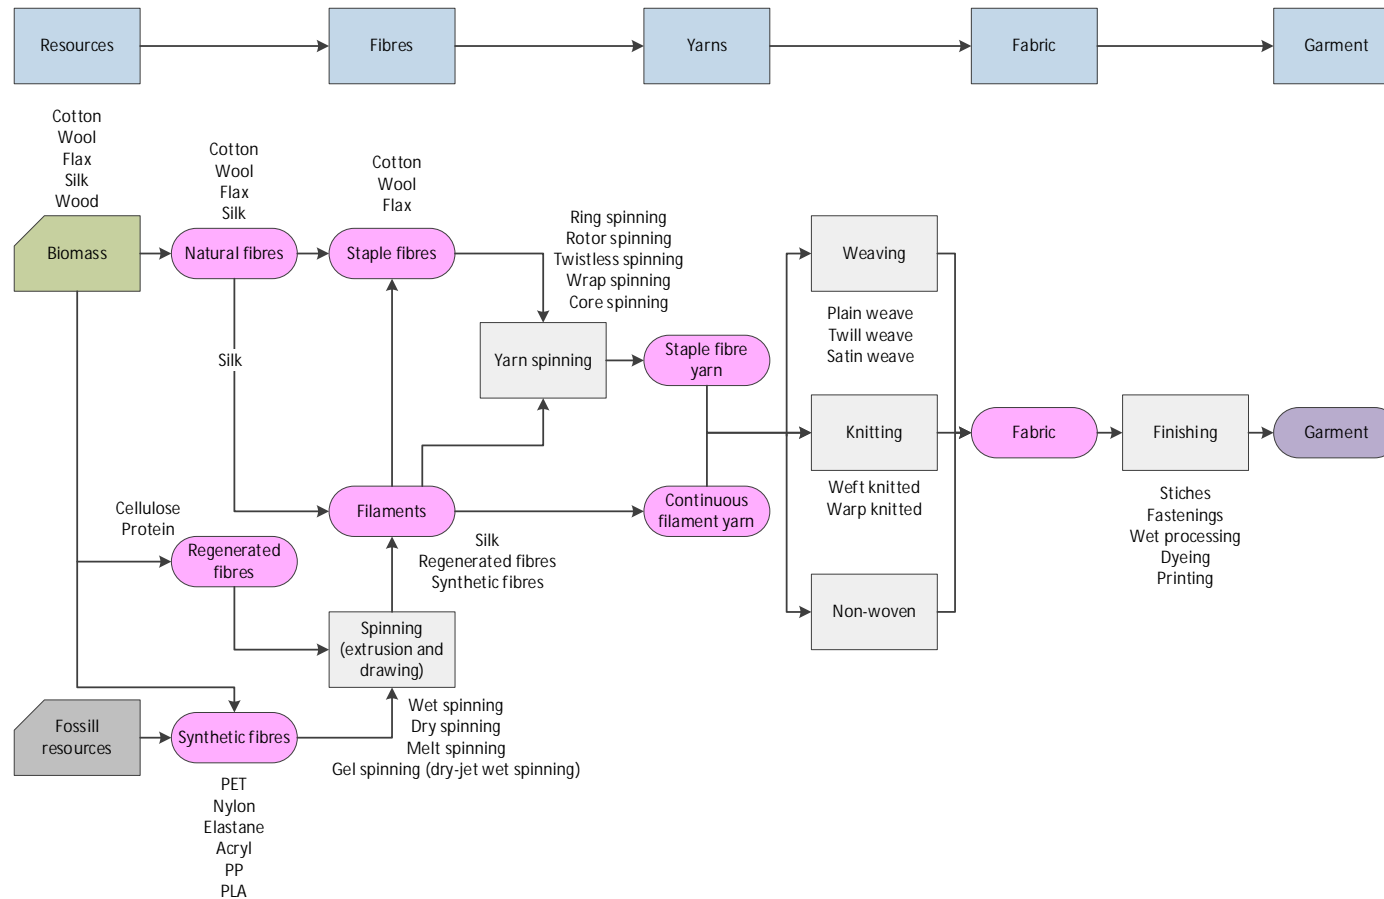 Resources
Fibres
Yarns
Fabric
Garment
Cotton
Wool
Flax
Silk
Wood
Biomass
Cotton
Wool
Flax
Silk
Natural fibres
Cotton
Wool
Flax
Staple fibres
Ring spinning
Rotor spinning
Twistless spinning
Wrap spinning
Core spinning
Yarn spinning
Silk
Staple fibre
yarn
Weaving
Plain weave
Twill weave
Satin weave
Knitting
Weft knitted
Warp knitted
Non-woven
Fabric
Finishing
Stiches
Fastenings
Wet processing
Dyeing
Printing
Garment
Filaments
Silk
Regenerated fibres
Synthetic fibres
Continuous
filament yarn
Cellulose
Protein
Regenerated
fibres
Spinning
(extrusion and
drawing)
Wet spinning
Dry spinning
Melt spinning
Gel spinning (dry-jet wet spinning)
Fossill
resources
Synthetic fibres
PET
Nylon
Elastane
Acryl
PP
PLA